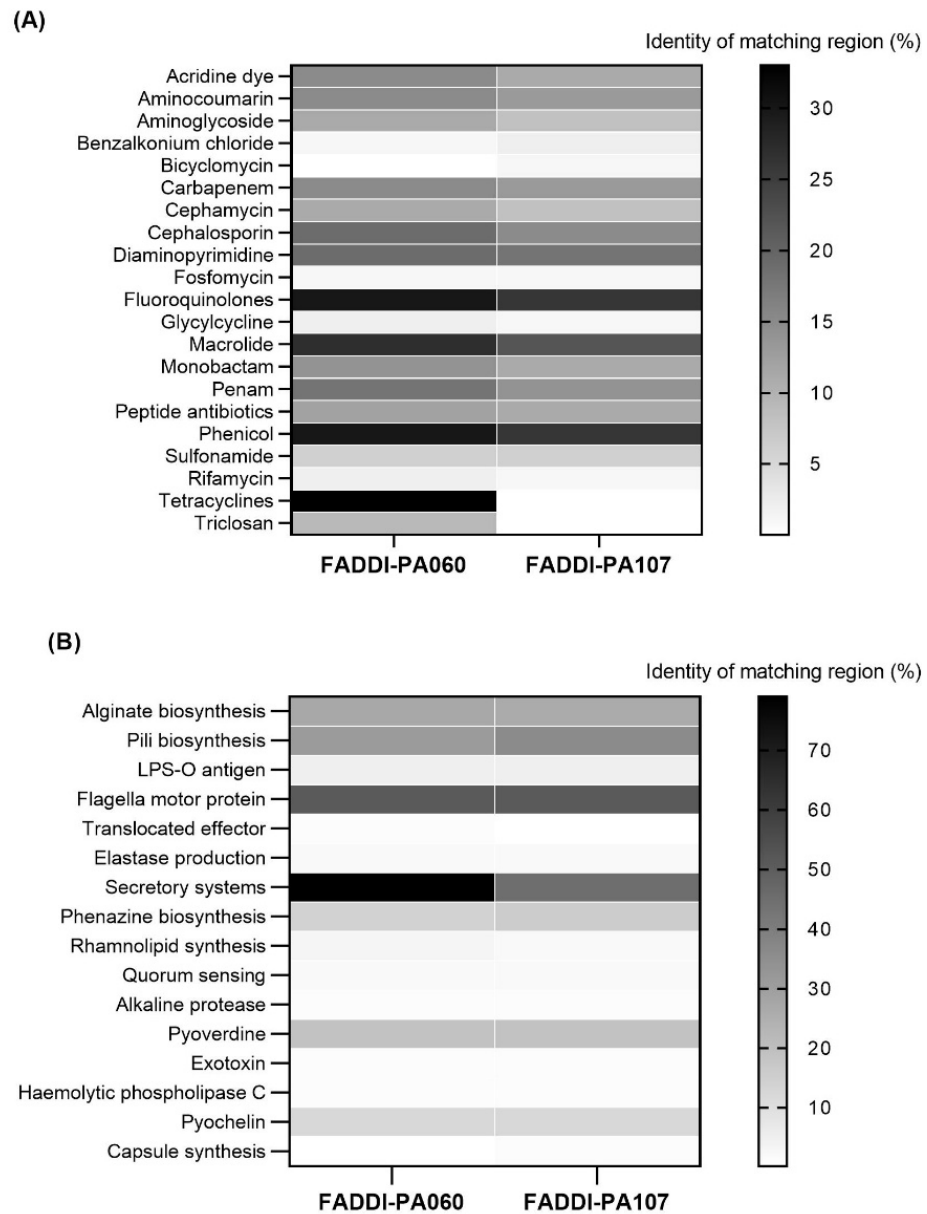 (A)
Identity of matching region (%)
Acridine dye
Aminocoumarin
Aminoglycoside
Benzalkonium chloride
Bicyclomycin
Carbapenem
Cephamycin
Cephalosporin
Diaminopyrimidine
Fosfomycin
Fluoroquinolones
Glycylcycline
Macrolide
Monobactam
Penam
Peptide antibiotics
Phenicol
Sulfonamide
Rifamycin
Tetracyclines
Triclosan
30
25
20
15
10
5
FADDI-PA060 FADDI-PA107
(B)
Identity of matching region (%)
Alginate biosynthesis
Pili biosynthesis
LPS-O antigen
Flagella motor protein
Translocated effector
Elastase production
Secretory systems
Phenazine biosynthesis
Rhamnolipid synthesis
Quorum sensing
Alkaline protease
Pyoverdine
Exotoxin
Haemolytic phospholipase C
Pyochelin
Capsule synthesis
70
60
50
40
30
20
10
FADDI-PA060 FADDI-PA107